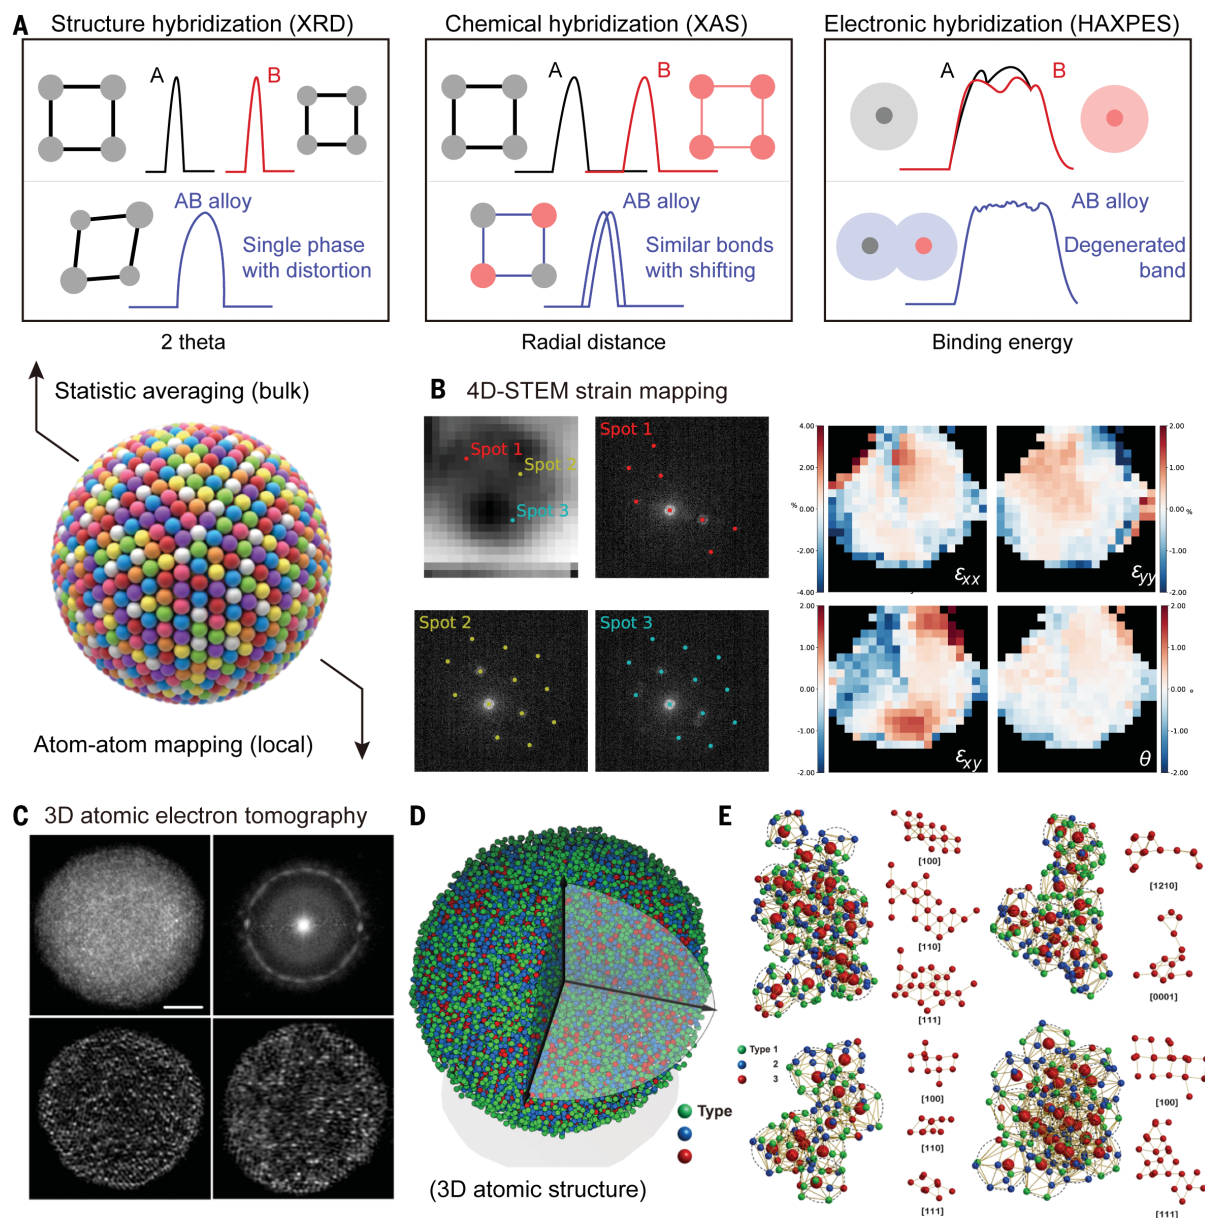 A
Structure hybridization (XRD)
A
B
AB alloy
Single phase
with distortion
2 theta
Chemical hybridization (XAS)
A
B
AB alloy
Similar bonds
with shifting
Radial distance
Electronic hybridization (HAXPES)
A
B
AB alloy
Degenerated
band
Binding energy
Statistic averaging (bulk)
Atom-atom mapping (local)
B 4D-STEM strain mapping
Spot 1
Spot 2
Spot 3
Spot 1
Spot 2
Spot 3
4.00
2.00
% 0.00
-2.00
-4.00
εxx
εyy
2.00
1.00
0.00 %
-1.00
-2.00
2.00
1.00
0.00
-1.00
-2.00
εxy
θ
2.00
1.00
0.00 °
-1.00
-2.00
C 3D atomic electron tomography
D
Type
(3D atomic structure)
E
[100]
[110]
[111]
[1210]
[0001]
Type 1
2
3
[100]
[110]
[111]
[100]
[111]